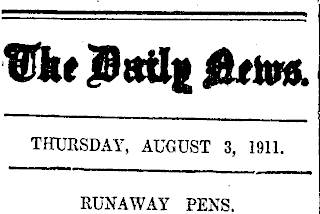 The Daily News.
THURSDAY, AUGUST 3, 1911.
RUNAWAY PENS.